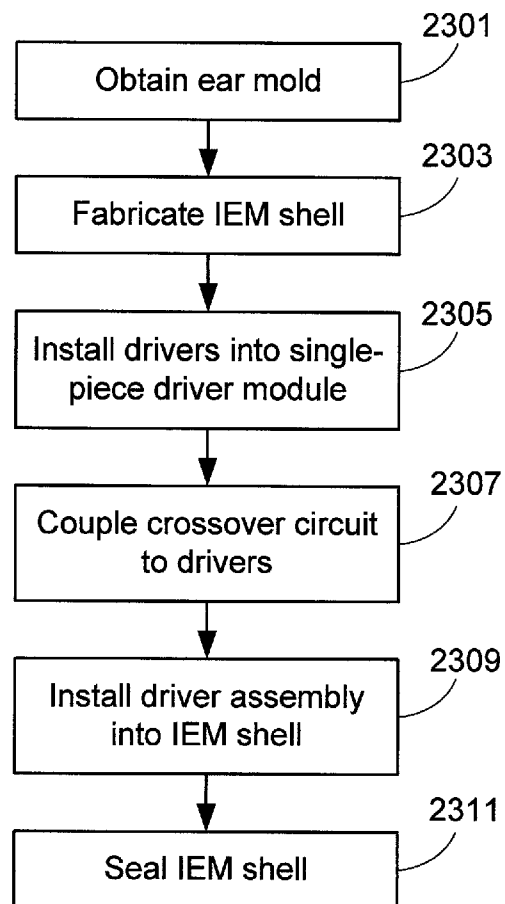 2301
Obtain ear mold
2303
Fabricate IEM shell
2305
Install drivers into single-
piece driver module
2307
Couple crossover circuit
to drivers
2309
Install driver assembly
into IEM shell
2311
Seal IEM shell